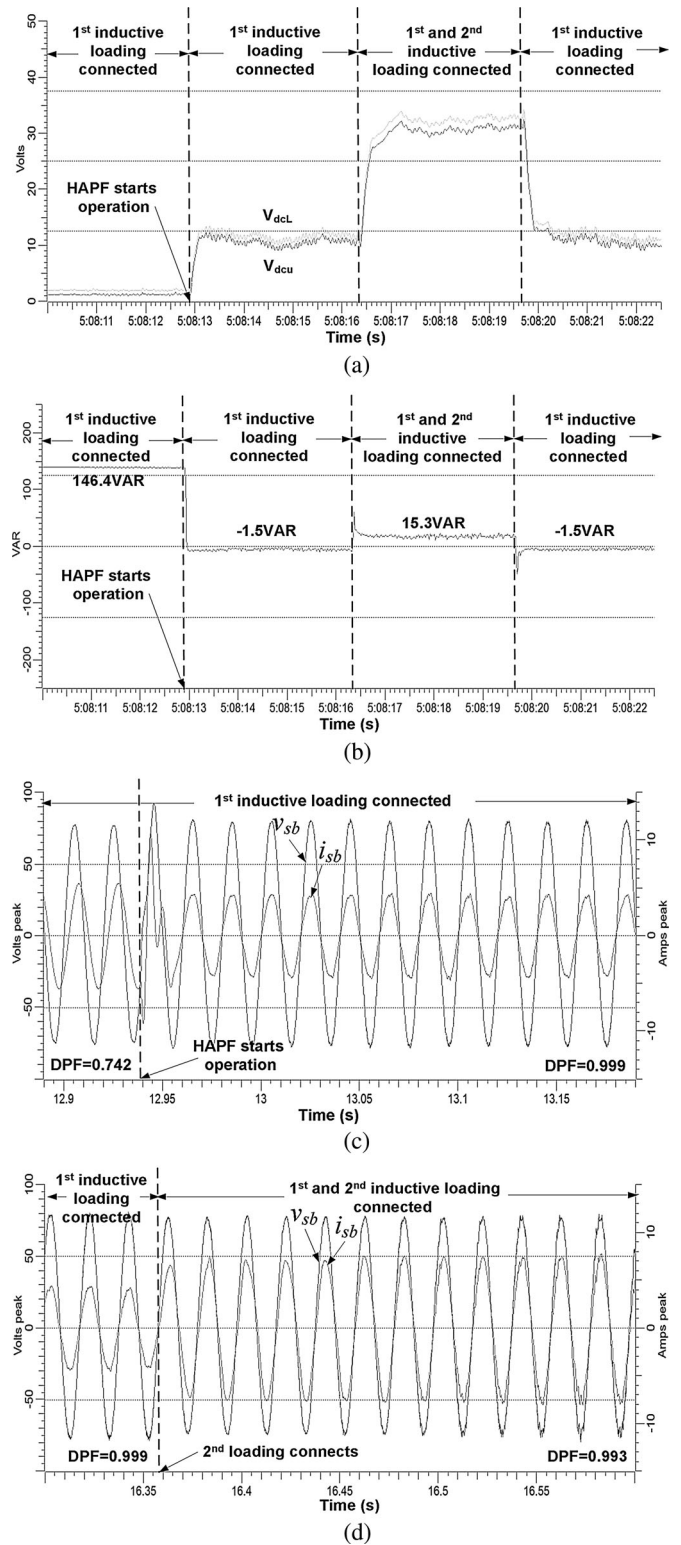 1st inductive loading connected
1st inductive loading connected
1st and 2nd inductive loading connected
1st inductive loading connected
50
40
30
20
10
0
Volts
HAPF starts operation
VdcL
Vdcu
5:08:11 5:08:12 5:08:13 5:08:14 5:08:15 5:08:16 5:08:17 5:08:18 5:08:19 5:08:20 5:08:21 5:08:22
Time (s)
(a)
1st inductive loading connected
1st inductive loading connected
1st and 2nd inductive loading connected
1st inductive loading connected
200
100
0
-100
-200
VAR
146.4VAR
-1.5VAR
15.3VAR
-1.5VAR
HAPF starts operation
5:08:11 5:08:12 5:08:13 5:08:14 5:08:15 5:08:16 5:08:17 5:08:18 5:08:19 5:08:20 5:08:21 5:08:22
Time (s)
(b)
1st inductive loading connected
vsb
isb
100
50
0
-50
Volts peak
10
0
-10
Amps peak
DPF=0.742
HAPF starts operation
DPF=0.999
12.9 12.95 13 13.05 13.1 13.15
Time (s)
(c)
1st inductive loading connected
1st and 2nd inductive loading connected
vsb
isb
100
50
0
-50
Volts peak
10
0
-10
Amps peak
DPF=0.999
2nd loading connects
DPF=0.993
16.35 16.4 16.45 16.5 16.55
Time (s)
(d)